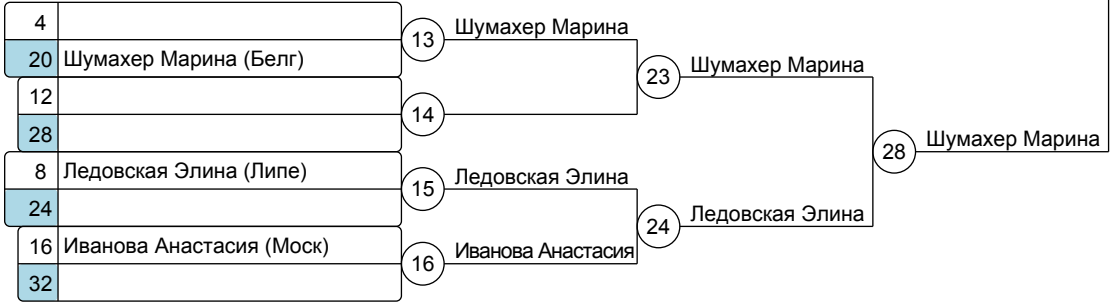 4
20 Шумахер Марина (Белг)
12
28
8 Ледовская Элина (Липе)
24
16 Иванова Анастасия (Моск)
32
13 Шумахер Марина
14
15 Ледовская Элина
16 Иванова Анастасия
23 Шумахер Марина
24 Ледовская Элина
28 Шумахер Марина